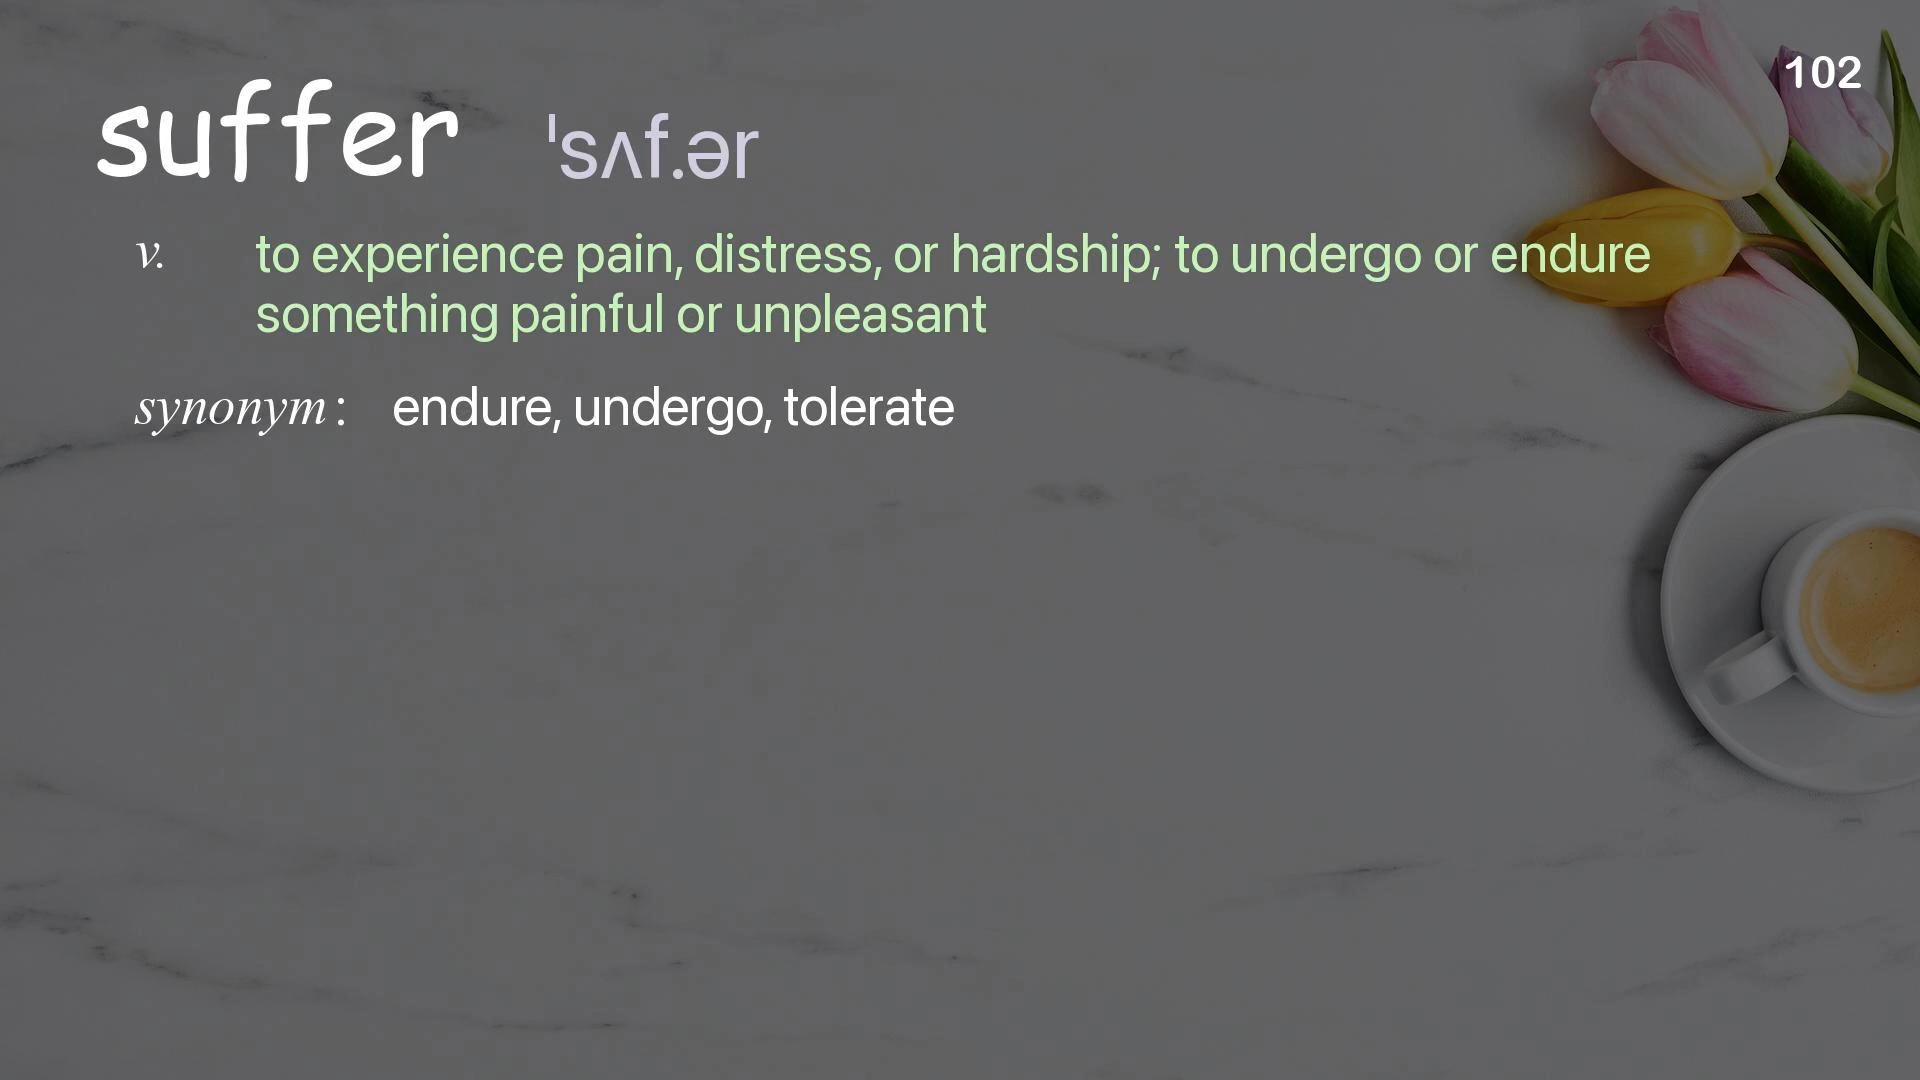 102
suffer ˈsʌf.ər
v. to experience pain, distress, or hardship; to undergo or endure
something painful or unpleasant
synonym : endure, undergo, tolerate